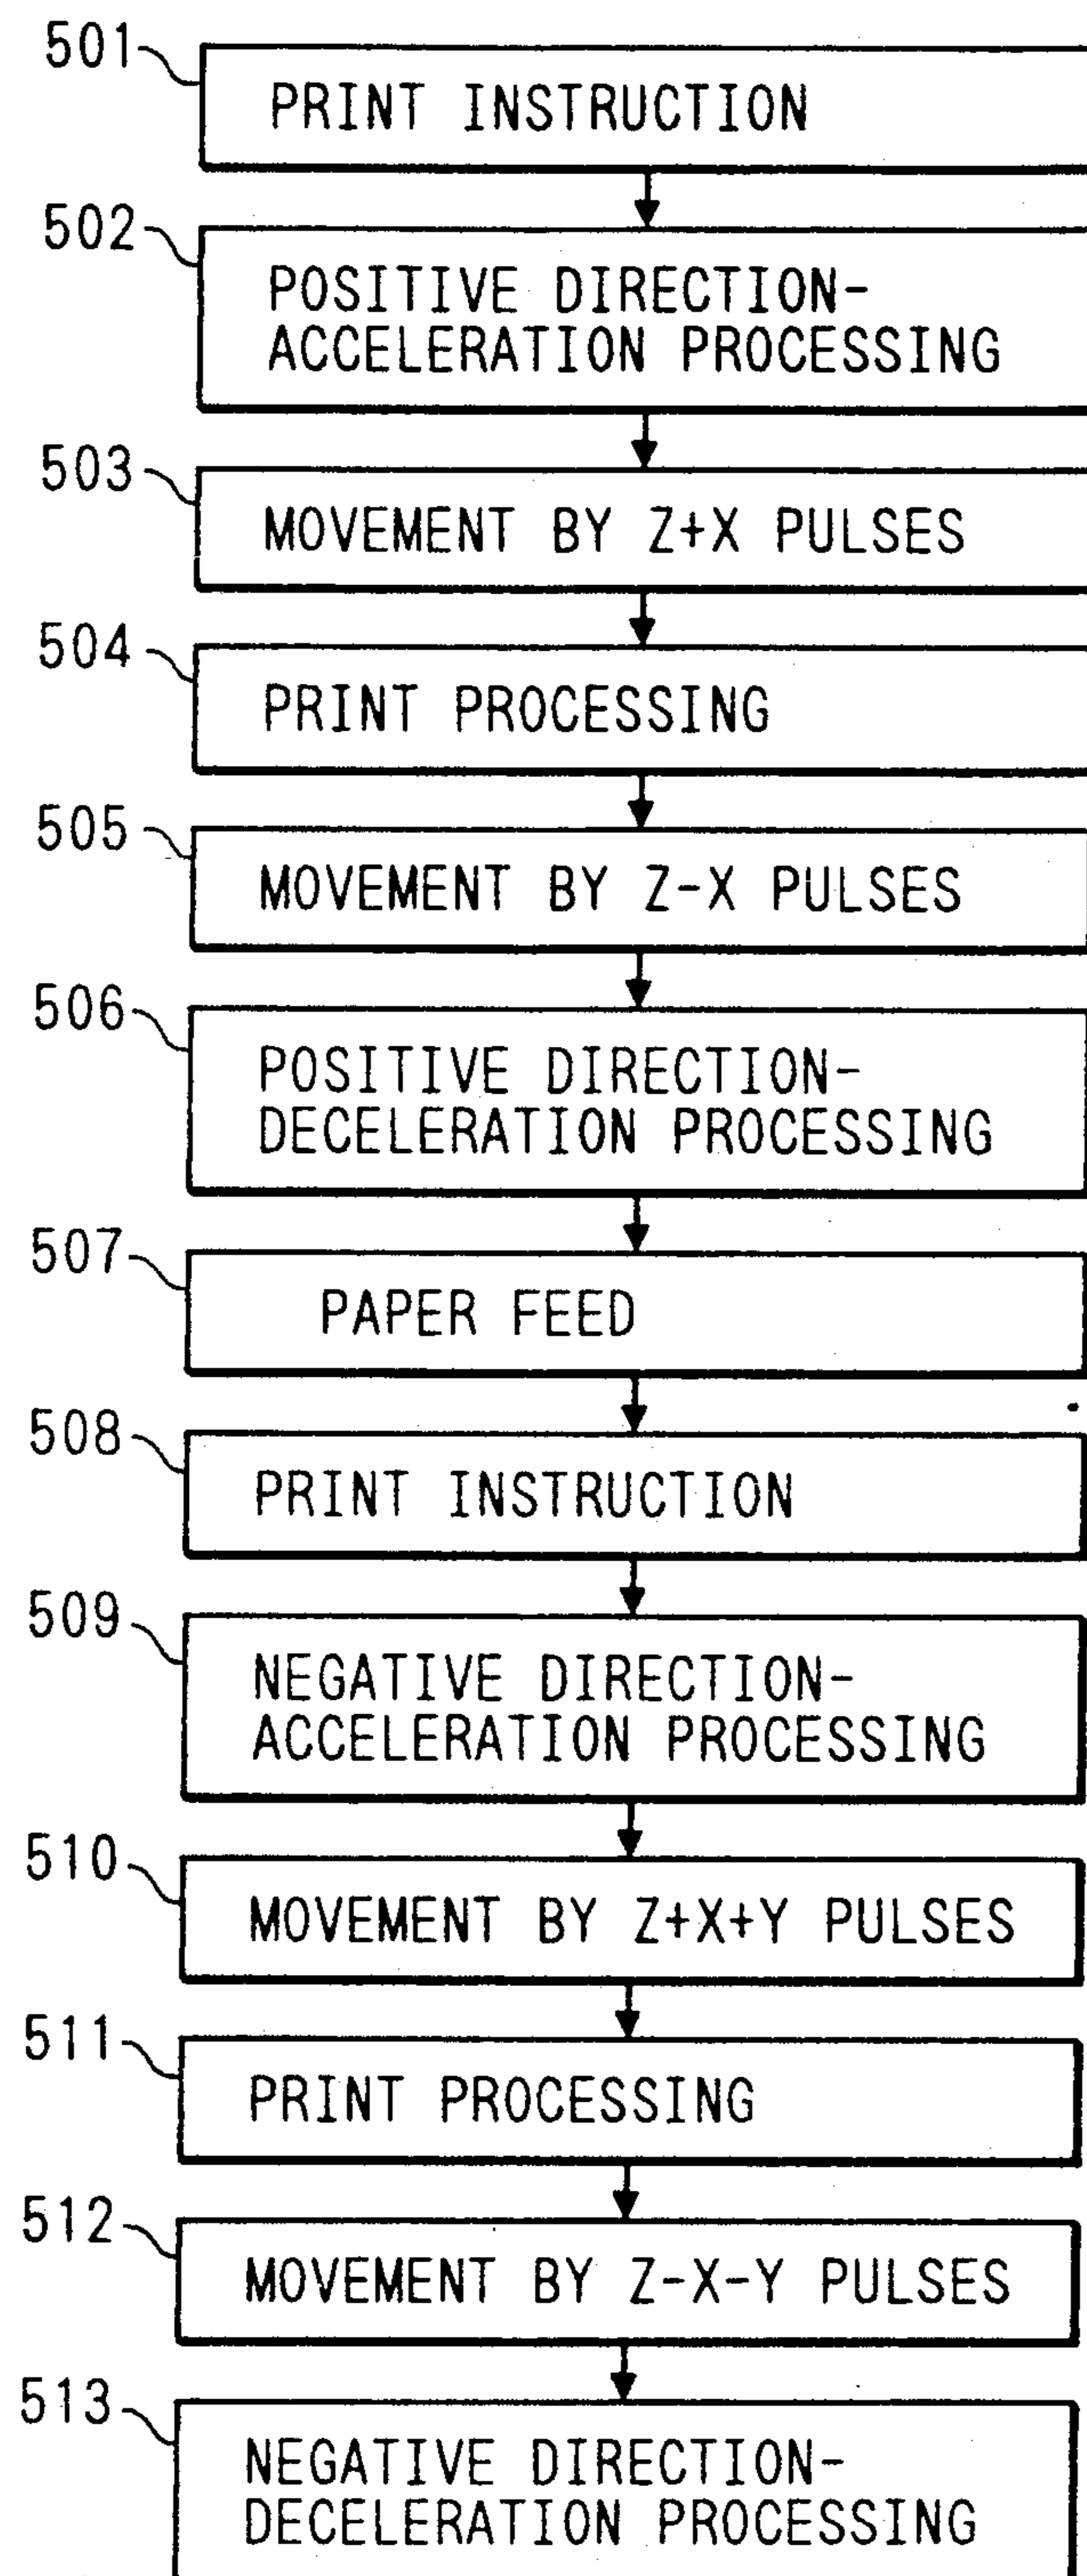 501
PRINT INSTRUCTION
502
POSITIVE DIRECTION-
ACCELERATION PROCESSING
503
MOVEMENT BY Z+X PULSES
504
PRINT PROCESSING
505
MOVEMENT BY Z-X PULSES
506
POSITIVE DIRECTION-
DECELERATION PROCESSING
507
PAPER FEED
508
PRINT INSTRUCTION
509
NEGATIVE DIRECTION-
ACCELERATION PROCESSING
510
MOVEMENT BY Z+X+Y PULSES
511
PRINT PROCESSING
512
MOVEMENT BY Z-X-Y PULSES
513
NEGATIVE DIRECTION-
DECELERATION PROCESSING